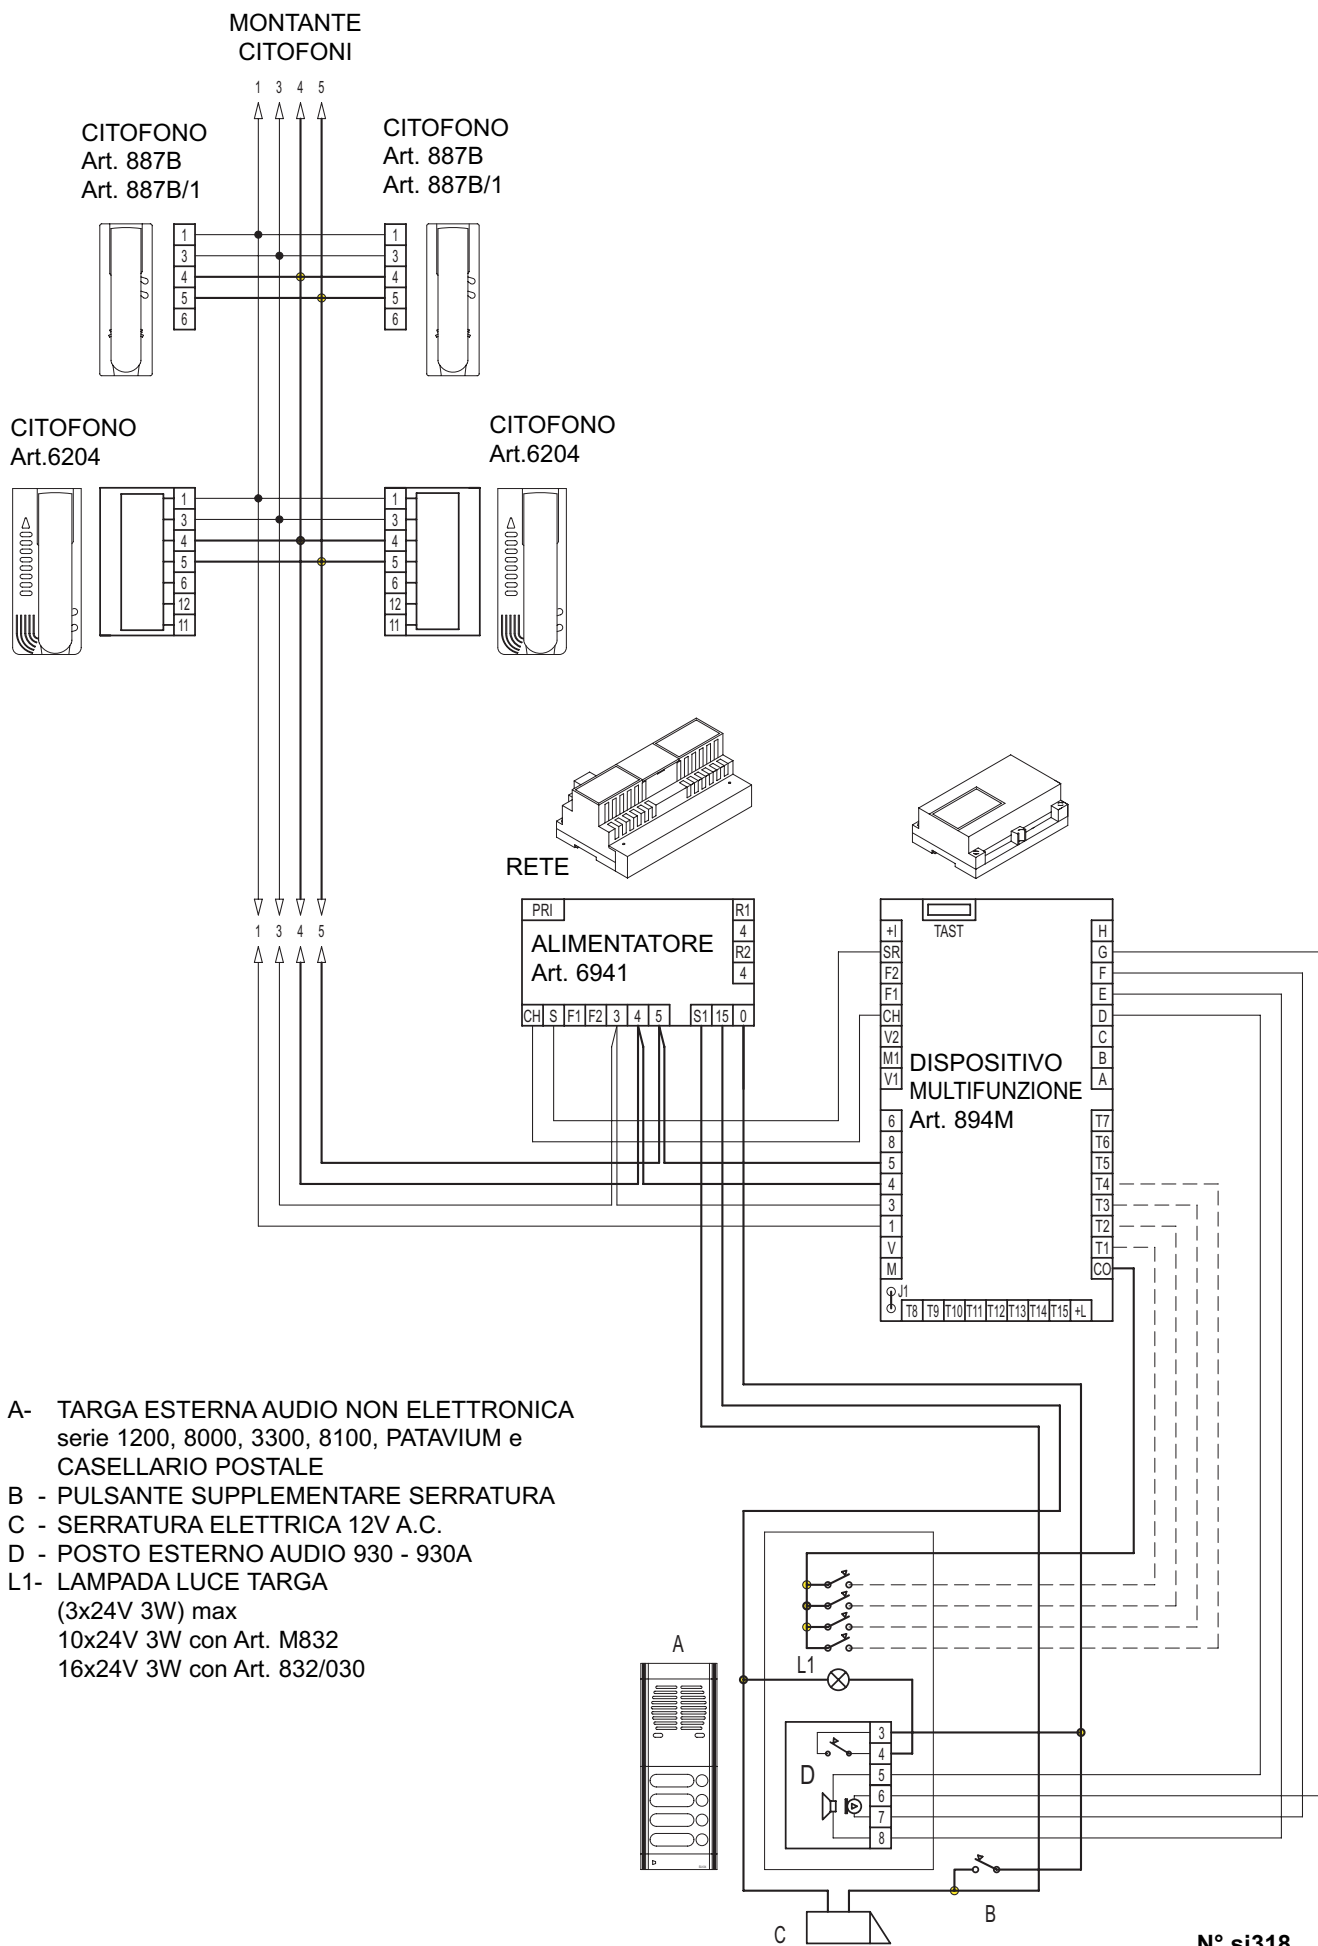 MONTANTE
CITOFONI
1 3 4 5
CITOFONO
Art. 887B
Art. 887B/1
CITOFONO
Art. 887B
Art. 887B/1
1
3
4
5
6
1
3
4
5
6
CITOFONO
Art.6204
CITOFONO
Art.6204
1
3
4
5
6
12
11
1
3
4
5
6
12
11
1 3 4 5
RETE
PRI
R1
4
R2
4
ALIMENTATORE
Art. 6941
CH S F1 F2 3 4 5 S1 15 0
TAST
+I
SR
F2
F1
CH
V2
M1
V1
6
8
5
4
3
1
V
M
J1
DISPOSITIVO
MULTIFUNZIONE
Art. 894M
H
G
F
E
D
C
B
A
T7
T6
T5
T4
T3
T2
T1
CO
T8 T9 T10 T11 T12 T13 T14 T15 +L
A- TARGA ESTERNA AUDIO NON ELETTRONICA
serie 1200, 8000, 3300, 8100, PATAVIUM e
CASELLARIO POSTALE
B - PULSANTE SUPPLEMENTARE SERRATURA
C - SERRATURA ELETTRICA 12V A.C.
D - POSTO ESTERNO AUDIO 930 - 930A
L1- LAMPADA LUCE TARGA
(3x24V 3W) max
10x24V 3W con Art. M832
16x24V 3W con Art. 832/030
A
L1
D
3
4
5
6
7
8
B
C
N° si318